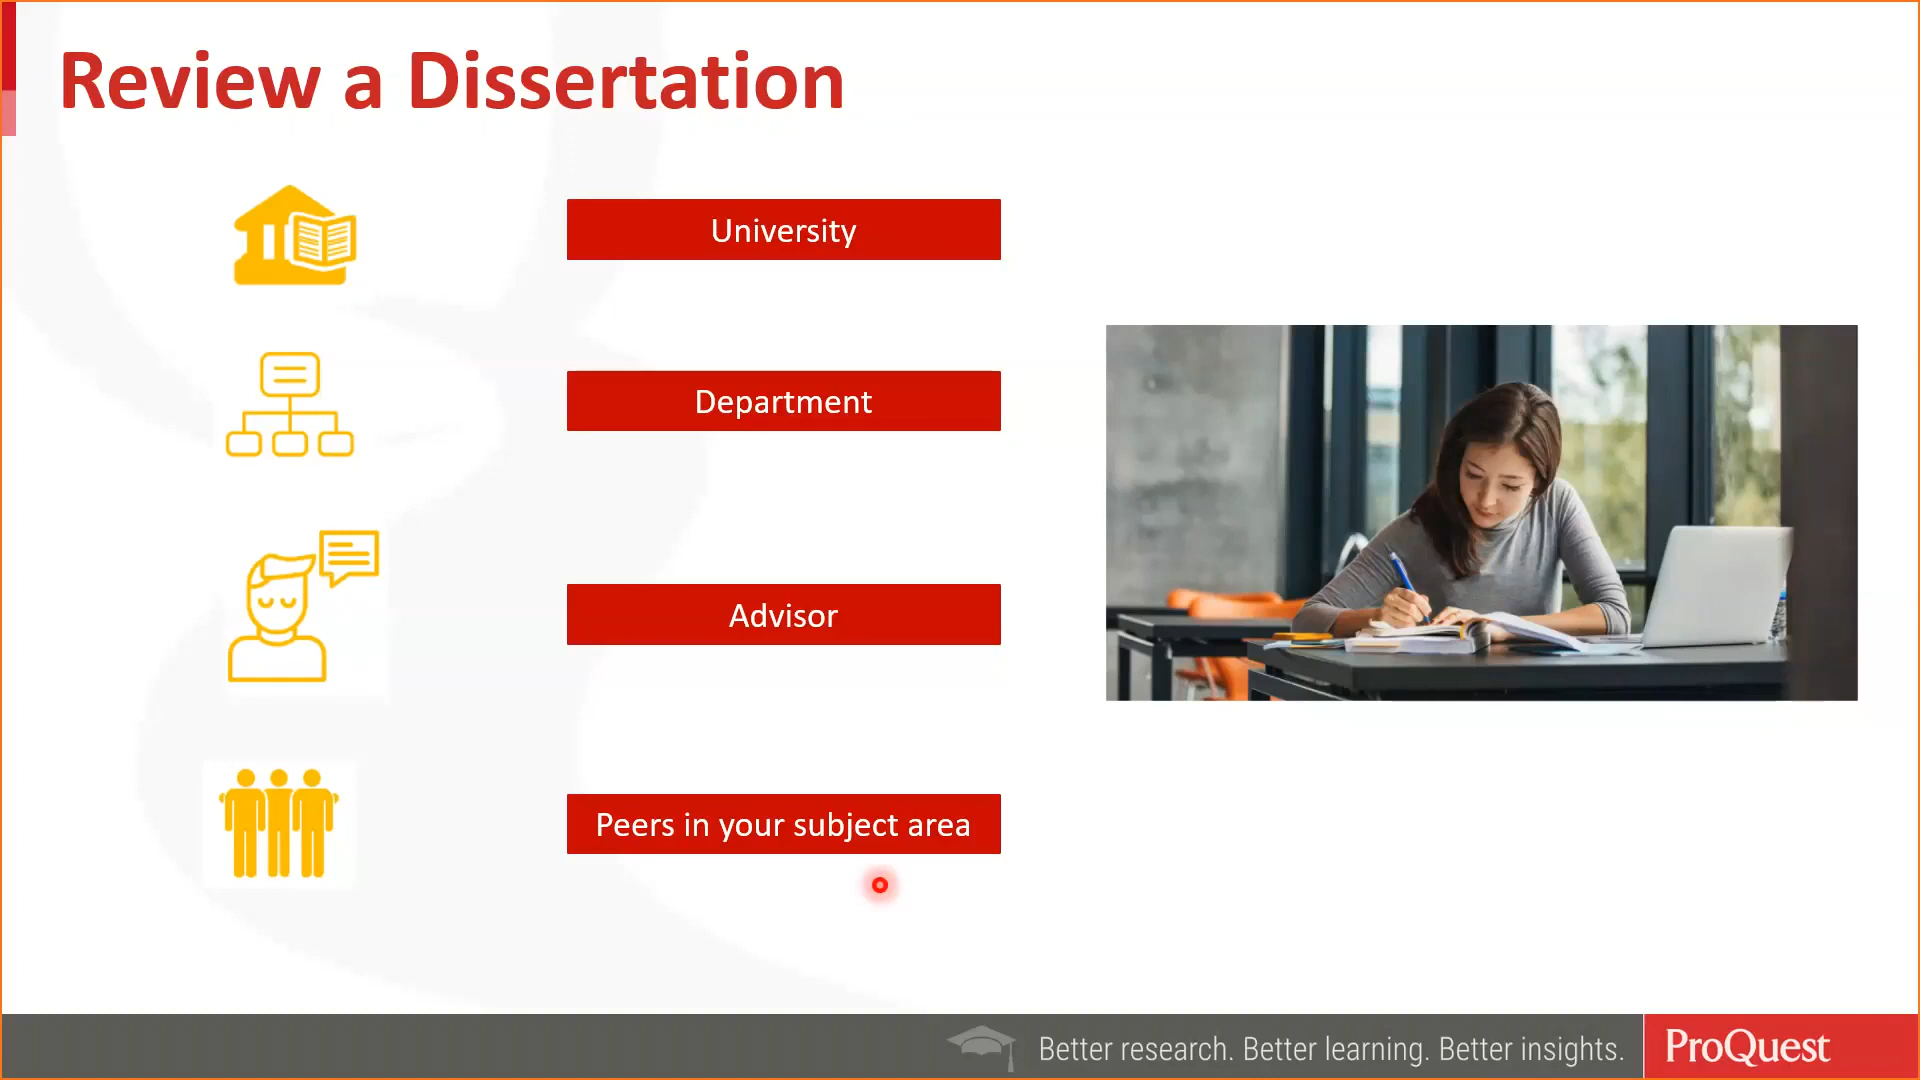 Review a Dissertation
University
Department
Advisor
Peers in your subject area
Better research. Better learning. Better insights.
ProQuest